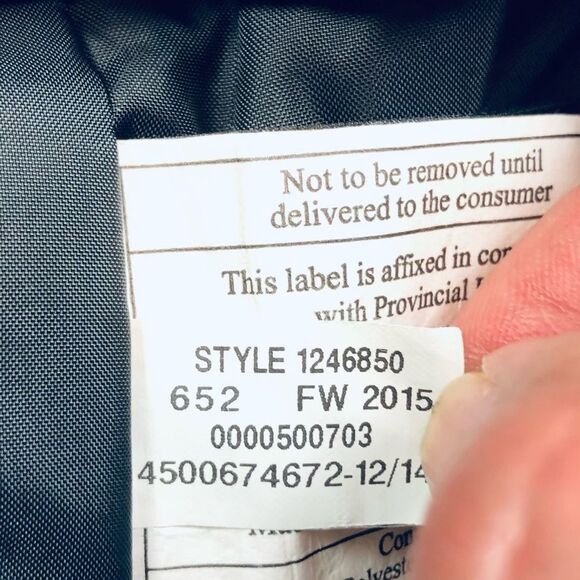 Not to be removed until
delivered to the consumer
This label is affixed in
with Provincial
STYLE 1246850
652 FW 2015
0000500703
4500674672-12/14